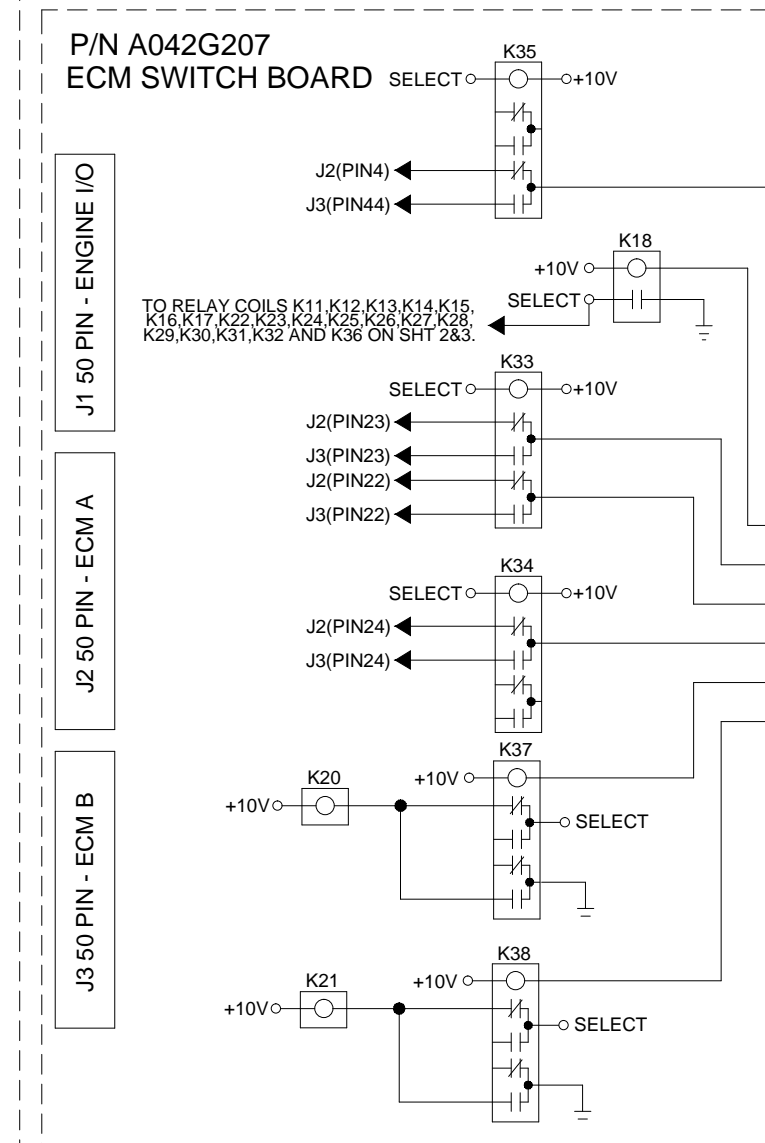 P/N A042G207
ECM SWITCH BOARD
K35
SELECT
+10V
J2(PIN4)
J3(PIN44)
J1 50 PIN - ENGINE I/O
K18
+10V
SELECT
TO RELAY COILS K11,K12,K13,K14,K15,
K16,K17,K22,K23,K24,K25,K26,K27,K28,
K29,K30,K31,K32 AND K36 ON SHT 2&3.
K33
SELECT
+10V
J2(PIN23)
J3(PIN23)
J2(PIN22)
J3(PIN22)
J2 50 PIN - ECM A
K34
SELECT
+10V
J2(PIN24)
J3(PIN24)
J3 50 PIN - ECM B
K37
K20
+10V
+10V
SELECT
K38
K21
+10V
+10V
SELECT